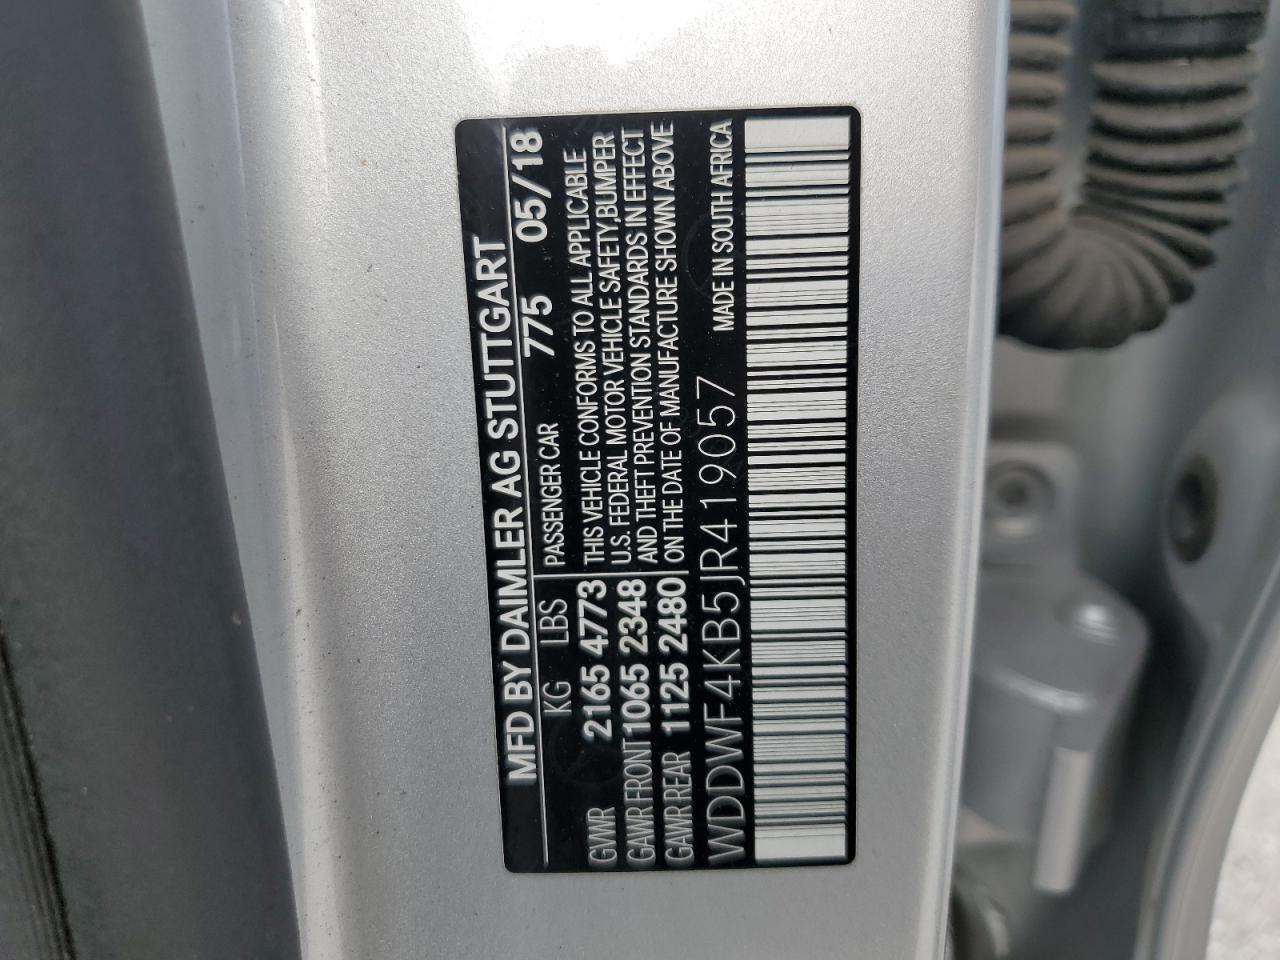 MFD BY DAIMLER AG STUTTGART
KG LBS PASSENGER CAR 775 05/18
GVWR 2165 4773 THIS VEHICLE CONFORMS TO ALL APPLICABLE
GAWR FRONT 1065 2348 U.S. FEDERAL MOTOR VEHICLE SAFETY,BUMPER
AND THEFT PREVENTION STANDARDS IN EFFECT
GAWR REAR 1125 2480 ON THE DATE OF MANUFACTURE SHOWN ABOVE
WDDWF4KB5JR419057 MADE IN SOUTH AFRICA